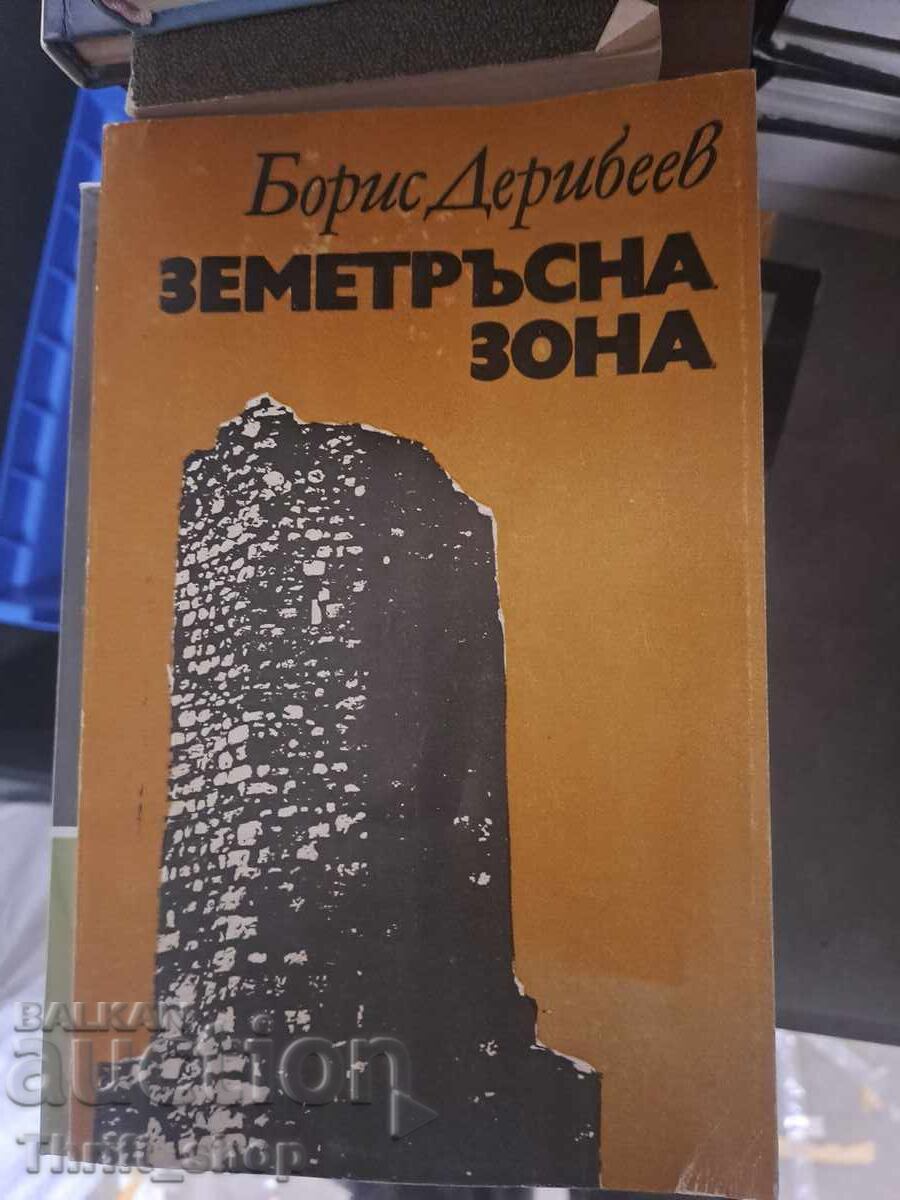 Борис Дерибеев
ЗЕМЕТРЪСНА
ЗОНА
BALKAN
auction
Thrift_shop